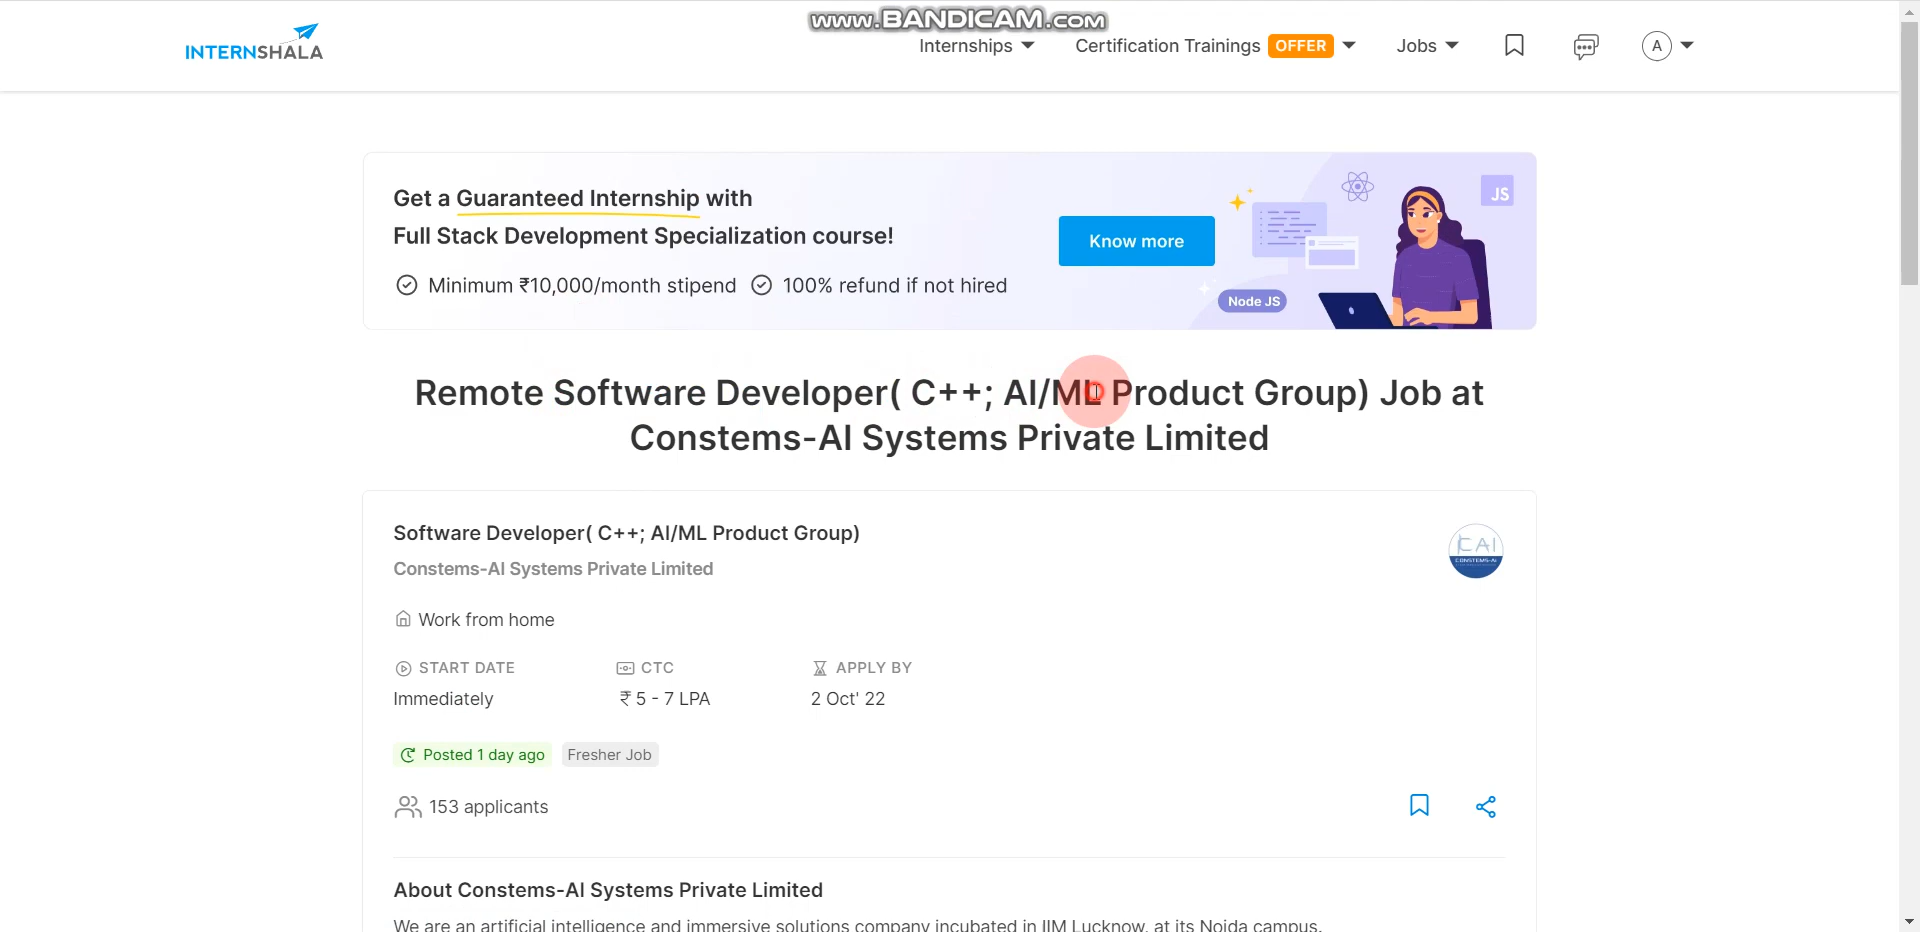 www.BANDICAM.com
INTERNSHALA
Internships
Certification Trainings OFFER
Jobs
A
Get a Guaranteed Internship with
Full Stack Development Specialization course!
Minimum ₹10,000/month stipend
100% refund if not hired
Know more
JS
Node JS
Remote Software Developer( C++; AI/ML Product Group) Job at
Constems-AI Systems Private Limited
Software Developer( C++; AI/ML Product Group)
Constems-AI Systems Private Limited
CAI
CONSTEMS-AI
Work from home
START DATE
CTC
APPLY BY
Immediately
₹ 5 - 7 LPA
2 Oct' 22
Posted 1 day ago
Fresher Job
153 applicants
About Constems-AI Systems Private Limited
We are an artificial intelligence and immersive solutions company incubated in IIM Lucknow, at its Noida campus.